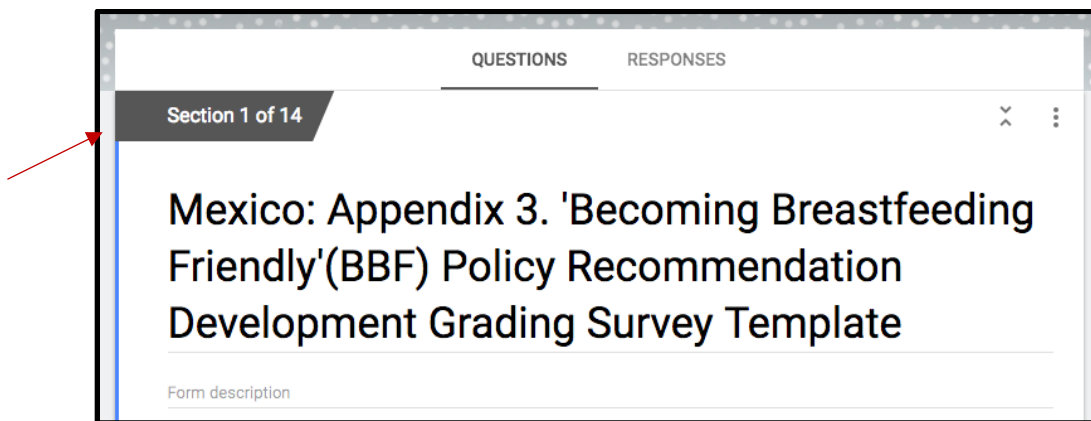 QUESTIONS RESPONSES
Section 1 of 14
Mexico: Appendix 3. 'Becoming Breastfeeding
Friendly'(BBF) Policy Recommendation
Development Grading Survey Template
Form description